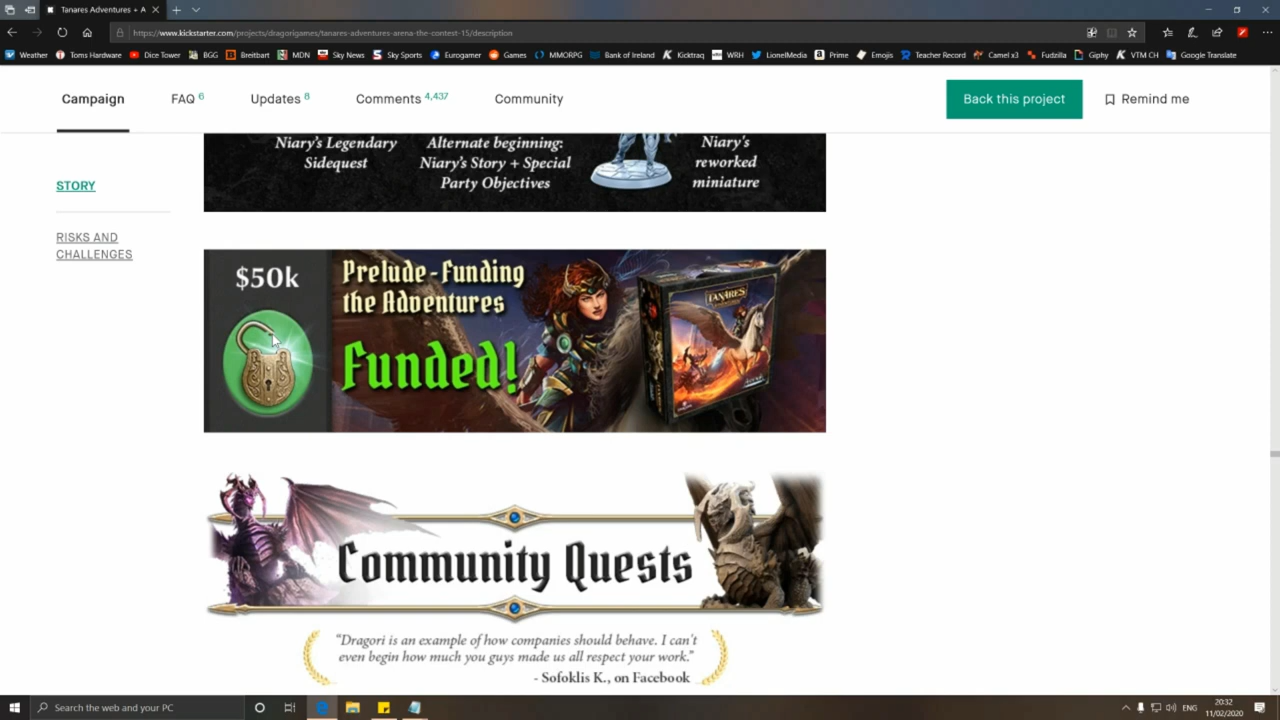 Tanares Adventures + A
https://www.kickstarter.com/projects/dragorigames/tanares-adventures-arena-the-contest-15/description
Weather Toms Hardware Dice Tower BGG Breitbart MDN Sky News Sky Sports Eurogamer Games MMORPG Bank of Ireland Kicktraq WRH LionelMedia Prime Emojis Teacher Record Camel x3 Fudzilla Giphy VTM CH Google Translate
Campaign FAQ 6 Updates 8 Comments 4,437 Community Back this project Remind me
STORY
RISKS AND
CHALLENGES
Niary's Legendary
Sidequest
Alternate beginning:
Niary's Story + Special
Party Objectives
Niary's
reworked
miniature
$50k
Prelude - Funding
the Adventures
Funded!
TANARES
Community Quests
"Dragori is an example of how companies should behave. I can't
even begin how much you guys made us all respect your work."
- Sofoklis K., on Facebook
Search the web and your PC
ENG
20:32
11/02/2020